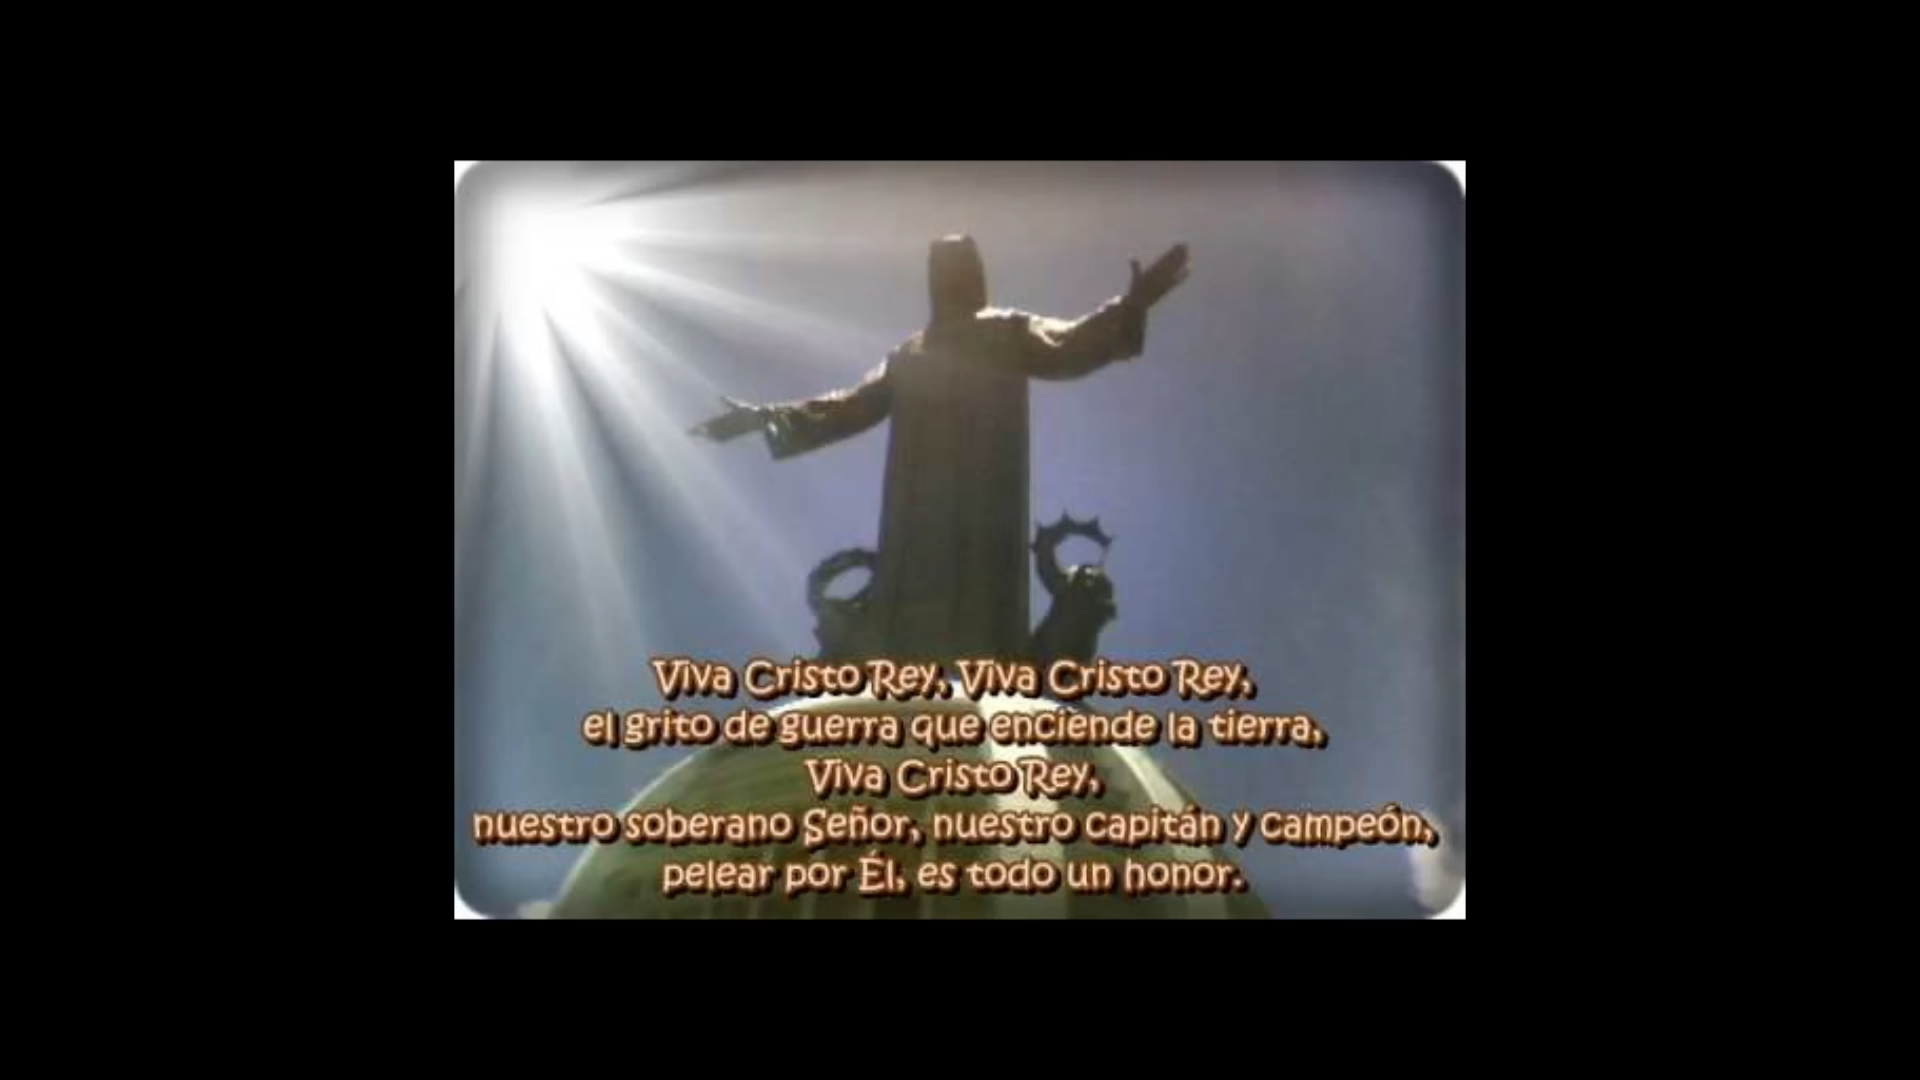 Viva Cristo Rey, Viva Cristo Rey,
el grito de guerra que enciende la tierra,
Viva Cristo Rey,
nuestro soberano Señor, nuestro capitán y campeón,
pelear por Él, es todo un honor.